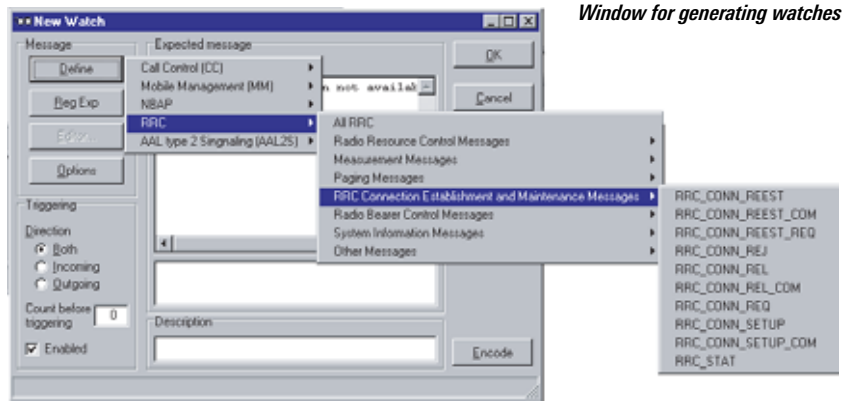 Window for generating watches
New Watch
Message
Define
Reg Exp
Editor...
Options
Triggering
Direction
Both
Incoming
Outgoing
Count before triggering 0
Enabled
Expected message
n not availab
Description
OK
Cancel
Encode
Call Control (CC)
Mobile Management (MM)
NBAP
RRC
AAL type 2 Singnaling (AAL2S)
All RRC
Radio Resource Control Messages
Measurement Messages
Paging Messages
RRC Connection Establishment and Maintenance Messages
Radio Bearer Control Messages
System Information Messages
Other Messages
RRC_CONN_REEST
RRC_CONN_REEST_COM
RRC_CONN_REEST_REQ
RRC_CONN_REJ
RRC_CONN_REL
RRC_CONN_REL_COM
RRC_CONN_REQ
RRC_CONN_SETUP
RRC_CONN_SETUP_COM
RRC_STAT